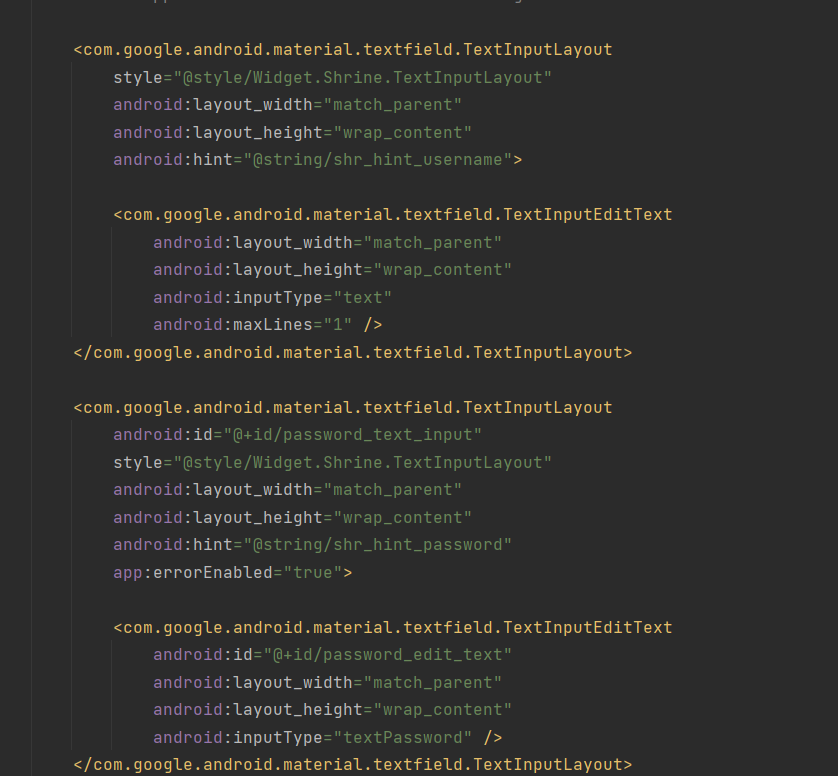 <com.google.android.material.textfield.TextInputLayout
style="@style/Widget.Shrine.TextInputLayout"
android:layout_width="match_parent"
android:layout_height="wrap_content"
android:hint="@string/shr_hint_username">
<com.google.android.material.textfield.TextInputEditText
android:layout_width="match_parent"
android:layout_height="wrap_content"
android:inputType="text"
android:maxLines="1" />
</com.google.android.material.textfield.TextInputLayout>
<com.google.android.material.textfield.TextInputLayout
android:id="@+id/password_text_input"
style="@style/Widget.Shrine.TextInputLayout"
android:layout_width="match_parent"
android:layout_height="wrap_content"
android:hint="@string/shr_hint_password"
app:errorEnabled="true">
<com.google.android.material.textfield.TextInputEditText
android:id="@+id/password_edit_text"
android:layout_width="match_parent"
android:layout_height="wrap_content"
android:inputType="textPassword" />
</com.google.android.material.textfield.TextInputLayout>